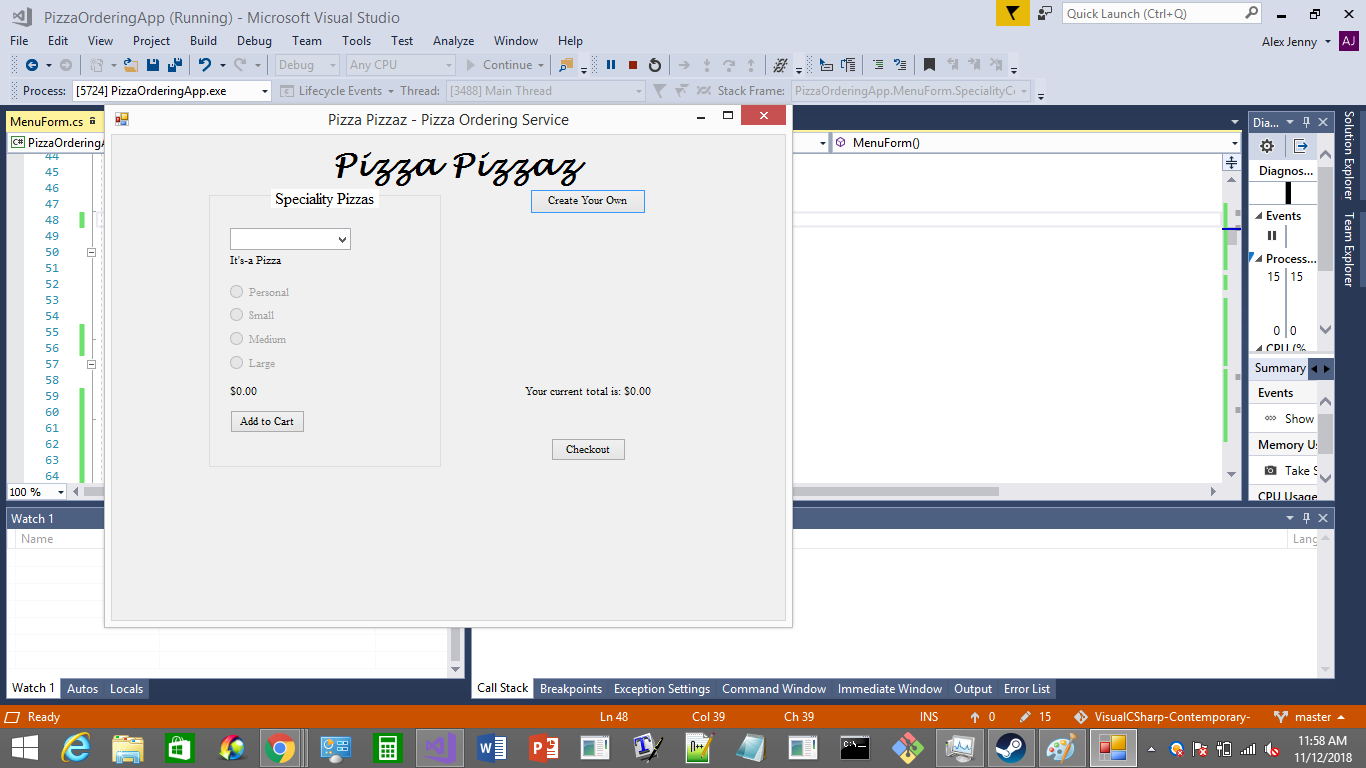 PizzaOrderingApp (Running) - Microsoft Visual Studio
Quick Launch (Ctrl+Q)
File Edit View Project Build Debug Team Tools Test Analyze Window Help
Alex Jenny AJ
Debug Any CPU Continue
Process: [5724] PizzaOrderingApp.exe Lifecycle Events Thread: [3488] Main Thread Stack Frame: PizzaOrderingApp.MenuForm.SpecialityC
MenuForm.cs
C# PizzaOrderingA
MenuForm()
44
45
46
47
48
49
50
51
52
53
54
55
56
57
58
59
60
61
62
63
64
100 %
Pizza Pizzaz - Pizza Ordering Service
Pizza Pizzaz
Speciality Pizzas
Create Your Own
It's-a Pizza
Personal
Small
Medium
Large
$0.00
Your current total is: $0.00
Add to Cart
Checkout
Dia...
Diagnos...
Events
Process...
15 15
0 0
CPU (%
Summary
Events
Show
Memory Us
Take S
CPU Usage
Solution Explorer
Team Explorer
Watch 1
Name
Lang
Watch 1 Autos Locals
Call Stack Breakpoints Exception Settings Command Window Immediate Window Output Error List
Ready Ln 48 Col 39 Ch 39 INS 0 15 VisualCSharp-Contemporary- master
11:58 AM
11/12/2018